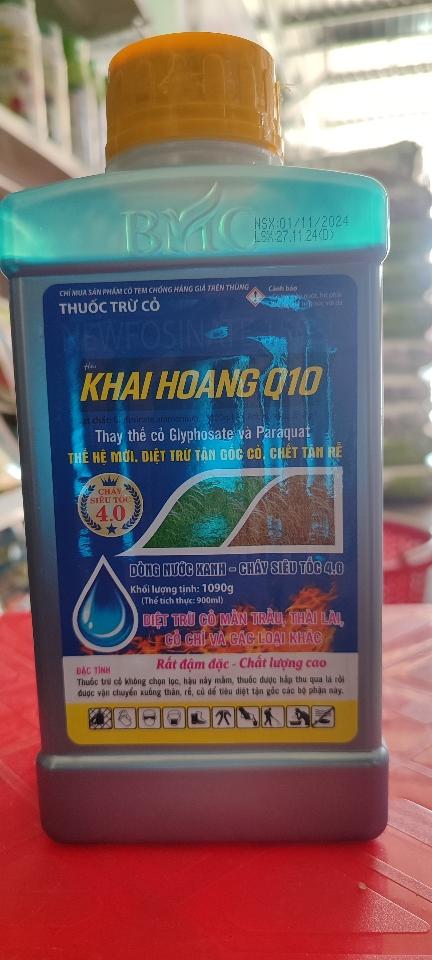 BMC
NSX:01/11/2024
LSX:27.11.24(D)
CHỈ MUA SẢN PHẨM CÓ TEM CHỐNG HÀNG GIẢ TRÊN THÙNG
Cảnh báo
THUỐC TRỪ CỎ
Hiệu
KHAI HOANG Q10
Thay thế cỏ Glyphosate và Paraquat
THẾ HỆ MỚI, DIỆT TRỪ TẬN GỐC CỎ, CHẾT TẬN RỄ
CHÁY
SIÊU TỐC
4.0
DÒNG NƯỚC XANH - CHÁY SIÊU TỐC 4.0
Khối lượng tịnh: 1090g
(Thể tích thực: 900ml)
DIỆT TRỪ CỎ MẦN TRẦU, THÀI LÀI,
CỎ CHỈ VÀ CÁC LOẠI KHÁC
Rất đậm đặc - Chất lượng cao
ĐẶC TÍNH
Thuốc trừ cỏ không chọn lọc, hậu nảy mầm, thuốc được hấp thu qua lá rồi
được vận chuyển xuống thân, rễ, củ để tiêu diệt tận gốc các bộ phận này.